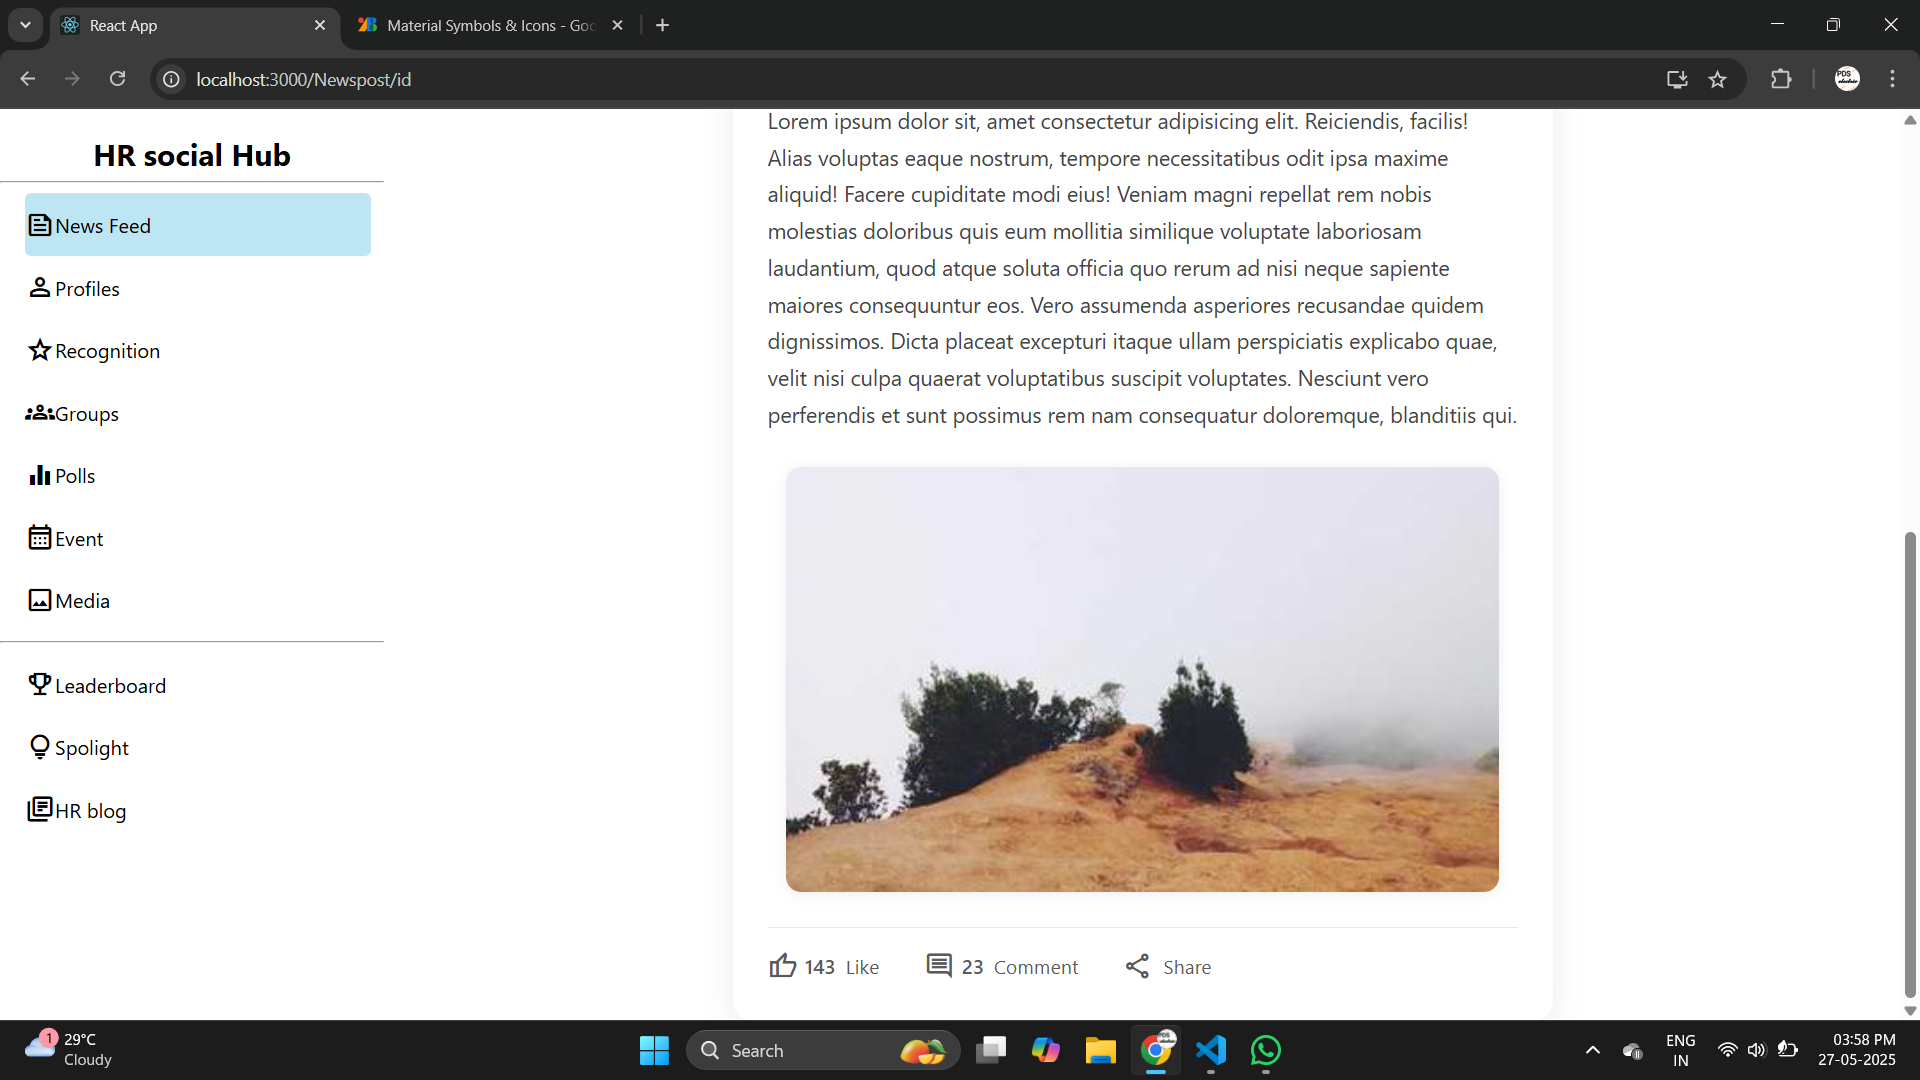 React App
Material Symbols & Icons - Goo
localhost:3000/Newspost/id
HR social Hub
News Feed
Profiles
Recognition
Groups
Polls
Event
Media
Leaderboard
Spolight
HR blog
Lorem ipsum dolor sit, amet consectetur adipisicing elit. Reiciendis, facilis!
Alias voluptas eaque nostrum, tempore necessitatibus odit ipsa maxime
aliquid! Facere cupiditate modi eius! Veniam magni repellat rem nobis
molestias doloribus quis eum mollitia similique voluptate laboriosam
laudantium, quod atque soluta officia quo rerum ad nisi neque sapiente
maiores consequuntur eos. Vero assumenda asperiores recusandae quidem
dignissimos. Dicta placeat excepturi itaque ullam perspiciatis explicabo quae,
velit nisi culpa quaerat voluptatibus suscipit voluptates. Nesciunt vero
perferendis et sunt possimus rem nam consequatur doloremque, blanditiis qui.
143 Like 23 Comment Share
1
29°C
Cloudy
Search
ENG
IN
03:58 PM
27-05-2025